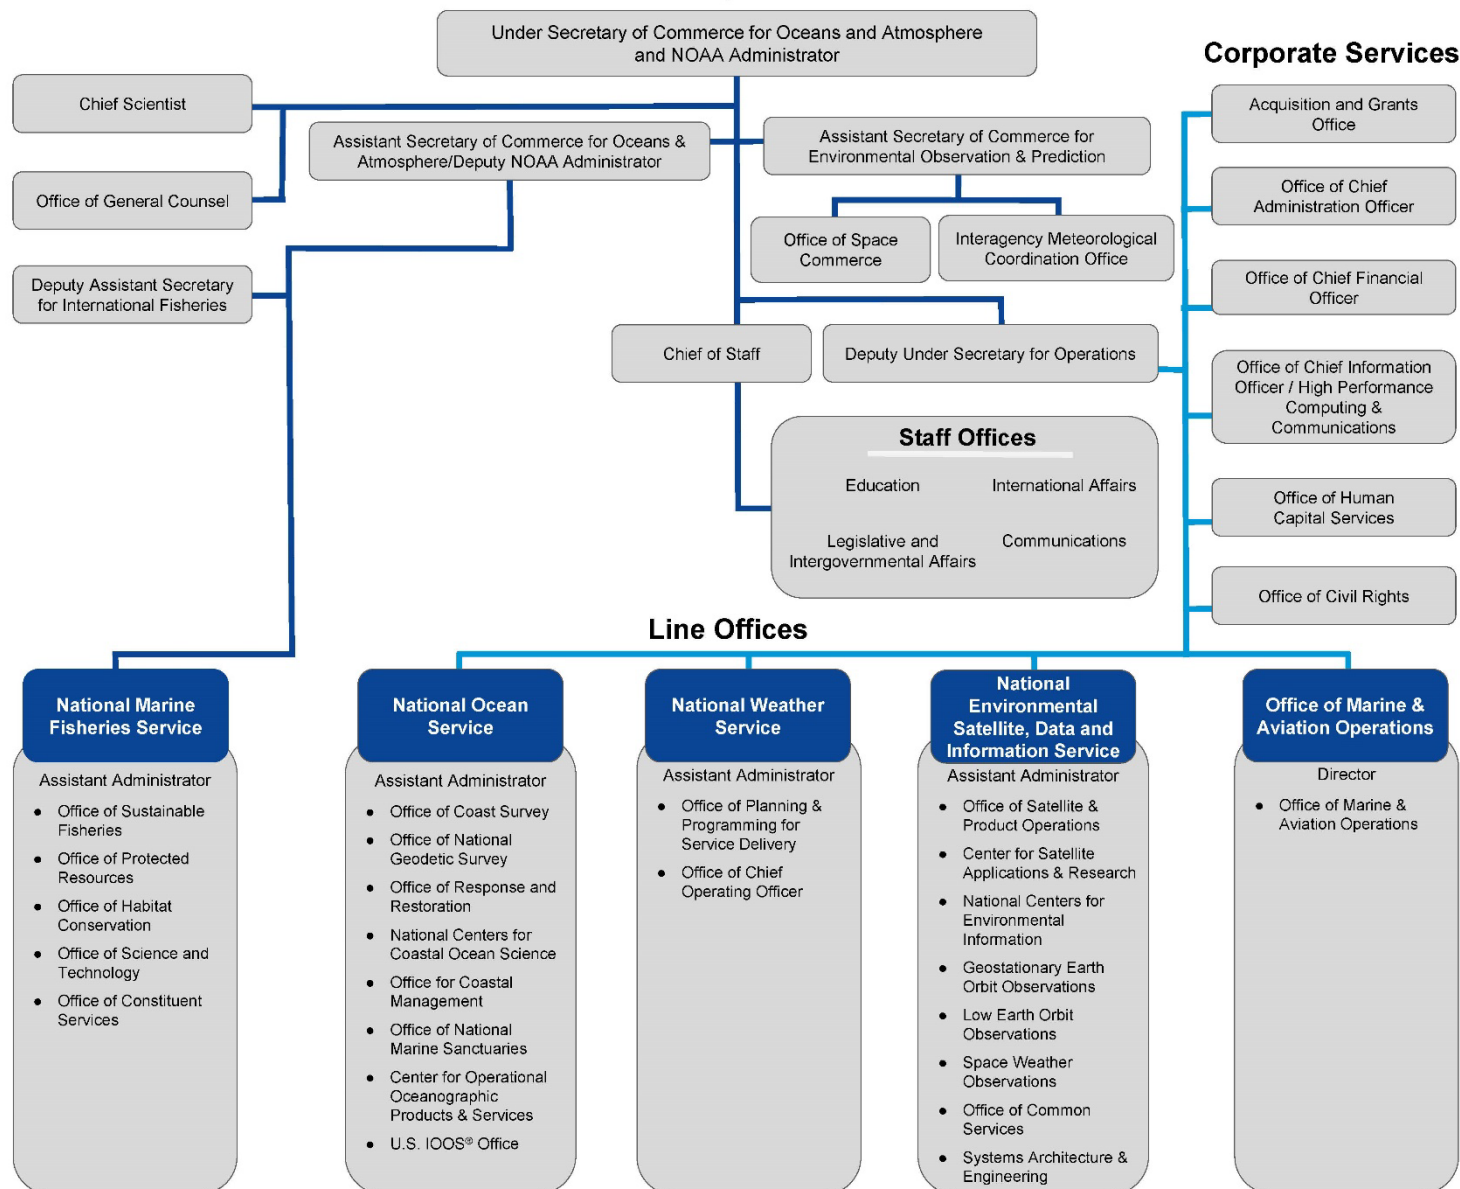 Under Secretary of Commerce for Oceans and Atmosphere
and NOAA Administrator
Corporate Services
Chief Scientist
Acquisition and Grants
Office
Assistant Secretary of Commerce for Oceans &
Atmosphere/Deputy NOAA Administrator
Assistant Secretary of Commerce for
Environmental Observation & Prediction
Office of General Counsel
Office of Chief
Administration Officer
Office of Space
Commerce
Interagency Meteorological
Coordination Office
Deputy Assistant Secretary
for International Fisheries
Office of Chief Financial
Officer
Chief of Staff
Deputy Under Secretary for Operations
Office of Chief Information
Officer / High Performance
Computing &
Communications
Staff Offices
Education
International Affairs
Legislative and
Intergovernmental Affairs
Communications
Office of Human
Capital Services
Office of Civil Rights
Line Offices
National Marine
Fisheries Service
Assistant Administrator
• Office of Sustainable
Fisheries
• Office of Protected
Resources
• Office of Habitat
Conservation
• Office of Science and
Technology
• Office of Constituent
Services
National Ocean
Service
Assistant Administrator
• Office of Coast Survey
• Office of National
Geodetic Survey
• Office of Response and
Restoration
• National Centers for
Coastal Ocean Science
• Office for Coastal
Management
• Office of National
Marine Sanctuaries
• Center for Operational
Oceanographic
Products & Services
• U.S. IOOS® Office
National Weather
Service
Assistant Administrator
• Office of Planning &
Programming for
Service Delivery
• Office of Chief
Operating Officer
National
Environmental
Satellite, Data and
Information Service
Assistant Administrator
• Office of Satellite &
Product Operations
• Center for Satellite
Applications & Research
• National Centers for
Environmental
Information
• Geostationary Earth
Orbit Observations
• Low Earth Orbit
Observations
• Space Weather
Observations
• Office of Common
Services
• Systems Architecture &
Engineering
Office of Marine &
Aviation Operations
Director
• Office of Marine &
Aviation Operations